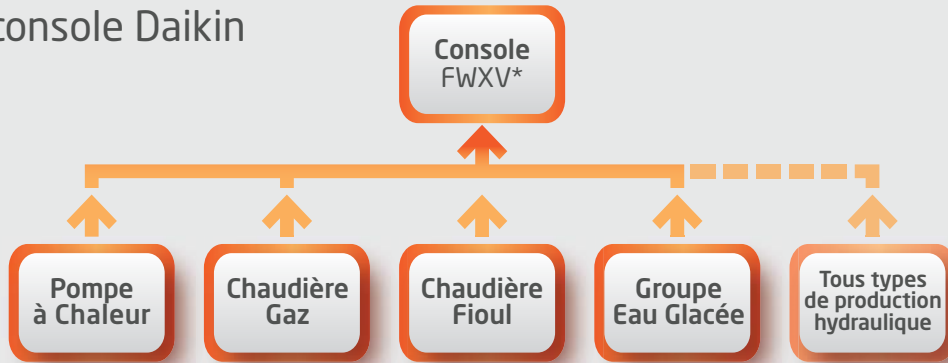 console Daikin
Console
FWXV*
Pompe
à Chaleur
Chaudière
Gaz
Chaudière
Fioul
Groupe
Eau Glacée
Tous types
de production
hydraulique